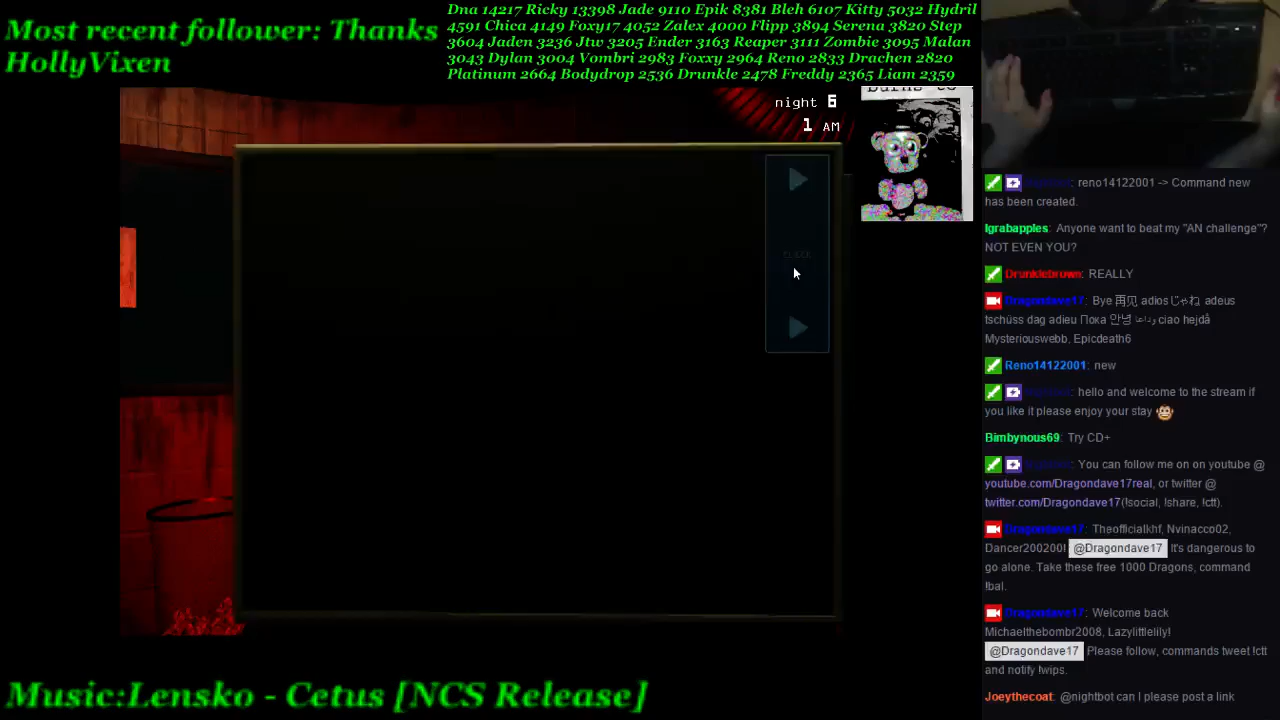 Most recent follower: Thanks
HollyVixen
Dna 14217 Ricky 13398 Jade 9110 Epik 8381 Bleh 6107 Kitty 5032 Hydril
4591 Chica 4149 Foxy17 4052 Zalex 4000 Flipp 3894 Serena 3820 Step
3604 Jaden 3236 Jtw 3205 Ender 3163 Reaper 3111 Zombie 3095 Malan
3043 Dylan 3004 Vombri 2983 Foxxy 2964 Reno 2833 Drachen 2820
Platinum 2664 Bodydrop 2536 Drunkle 2478 Freddy 2365 Liam 2359
night 6
1 AM
: reno14122001 -> Command new
has been created.
Igrabapples: Anyone want to beat my "AN challenge"?
NOT EVEN YOU?
Drunklebrown: REALLY
Dragondave17: Bye 再见 adios じゃね adeus
tschüss dag adieu Пока 안녕 وداعا ciao hejdå
Mysteriouswebb, Epicdeath6
Reno14122001: new
: hello and welcome to the stream if
you like it please enjoy your stay
Bimbynous69: Try CD+
: You can follow me on on youtube @
youtube.com/Dragondave17real, or twitter @
twitter.com/Dragondave17(!social, !share, !ctt).
Dragondave17: Theofficialkhf, Nvinacco02,
Dancer200200! @Dragondave17 It's dangerous to
go alone. Take these free 1000 Dragons, command
!bal.
Dragondave17: Welcome back
Michaelthebombr2008, Lazylittlelily!
@Dragondave17 Please follow, commands tweet !ctt
and notify !wips.
Joeythecoat: @nightbot can I please post a link
Music:Lensko - Cetus [NCS Release]